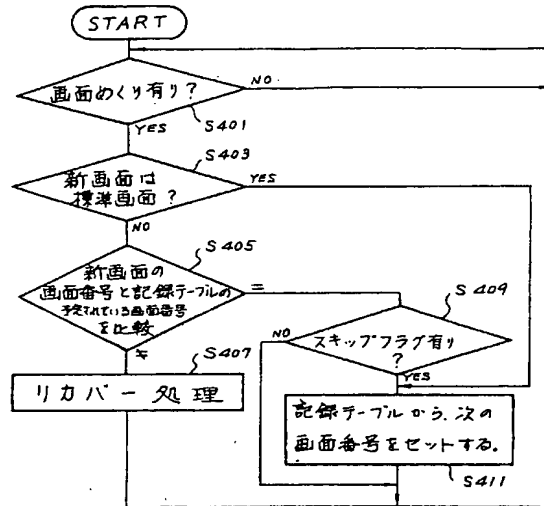 START
画面めくり有り?
NO
S401
YES
S403
新画面は
標準画面?
YES
NO
S405
新画面の
画面番号と記録テーブルの
予定されている画面番号
を比較
=
≠
S409
NO
スキップフラグ有り
?
YES
S407
リカバー処理
記録テーブルから、次の
画面番号をセットする。
S411